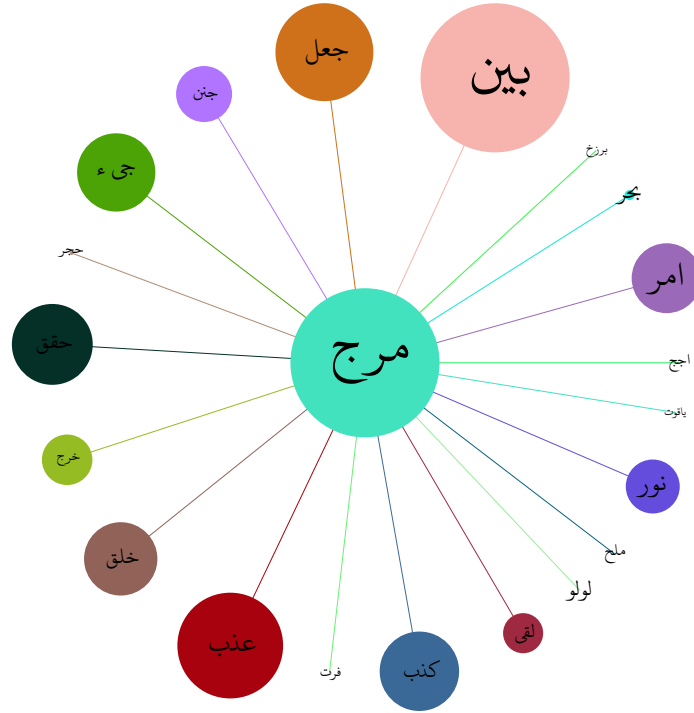 بين
جعل
جنن
جی ء
برزخ
بحر
حجر
امر
مرج
حقق
اجج
ياقوت
خرج
نور
خلق
ملح
لولو
عذب
لقی
فرت
كذب